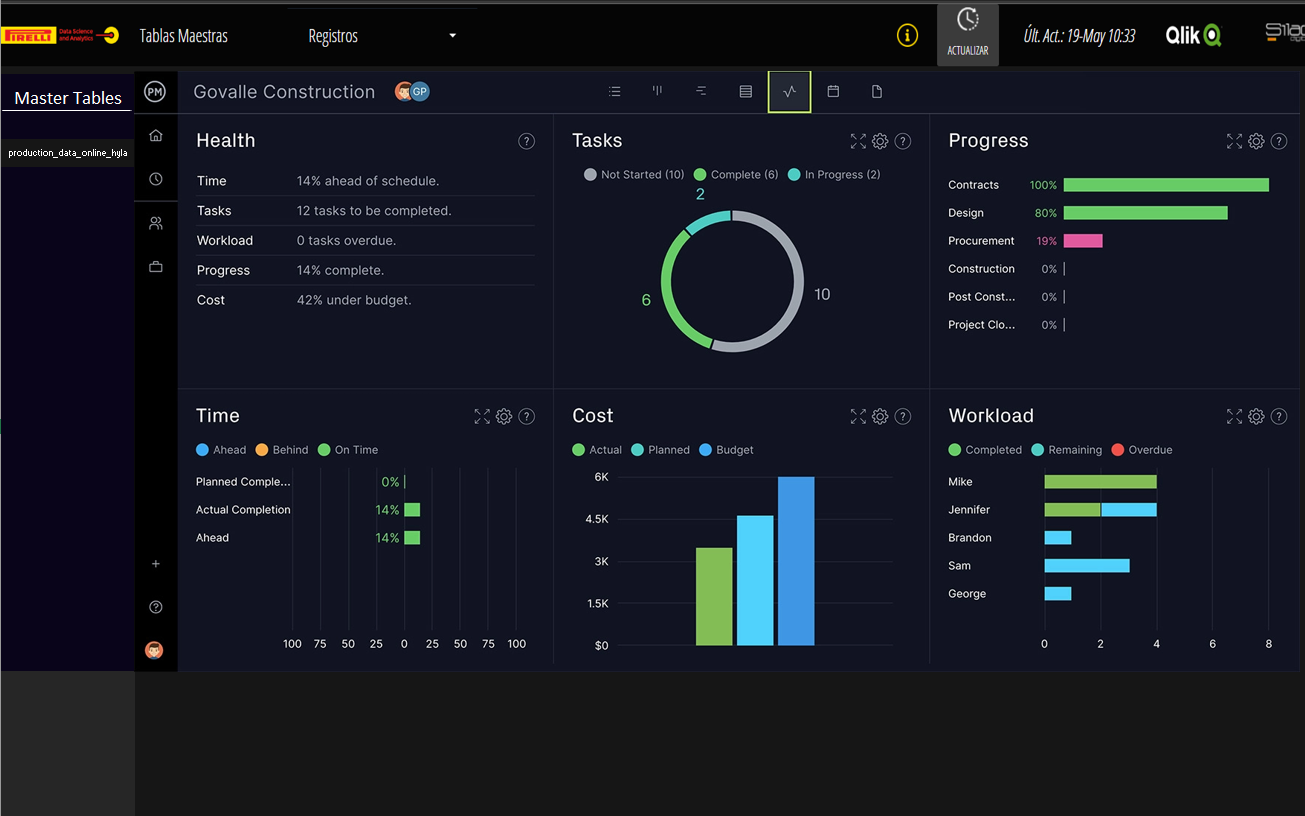 PIRELLI Data Science and Analytics
Tablas Maestras
Registros
ACTUALIZAR
Últ. Act.: 19-May 10:33
Qlik
Master Tables
production_data_online_hyla
PM
Govalle Construction
GP
Health
?
Time 14% ahead of schedule.
Tasks 12 tasks to be completed.
Workload 0 tasks overdue.
Progress 14% complete.
Cost 42% under budget.
Tasks
?
Not Started (10) Complete (6) In Progress (2)
2
6
10
Progress
?
Contracts 100%
Design 80%
Procurement 19%
Construction 0%
Post Const... 0%
Project Clo... 0%
Time
?
Ahead Behind On Time
Planned Comple... 0%
Actual Completion 14%
Ahead 14%
100 75 50 25 0 25 50 75 100
Cost
?
Actual Planned Budget
6K
4.5K
3K
1.5K
$0
Workload
?
Completed Remaining Overdue
Mike
Jennifer
Brandon
Sam
George
0 2 4 6 8
+
?